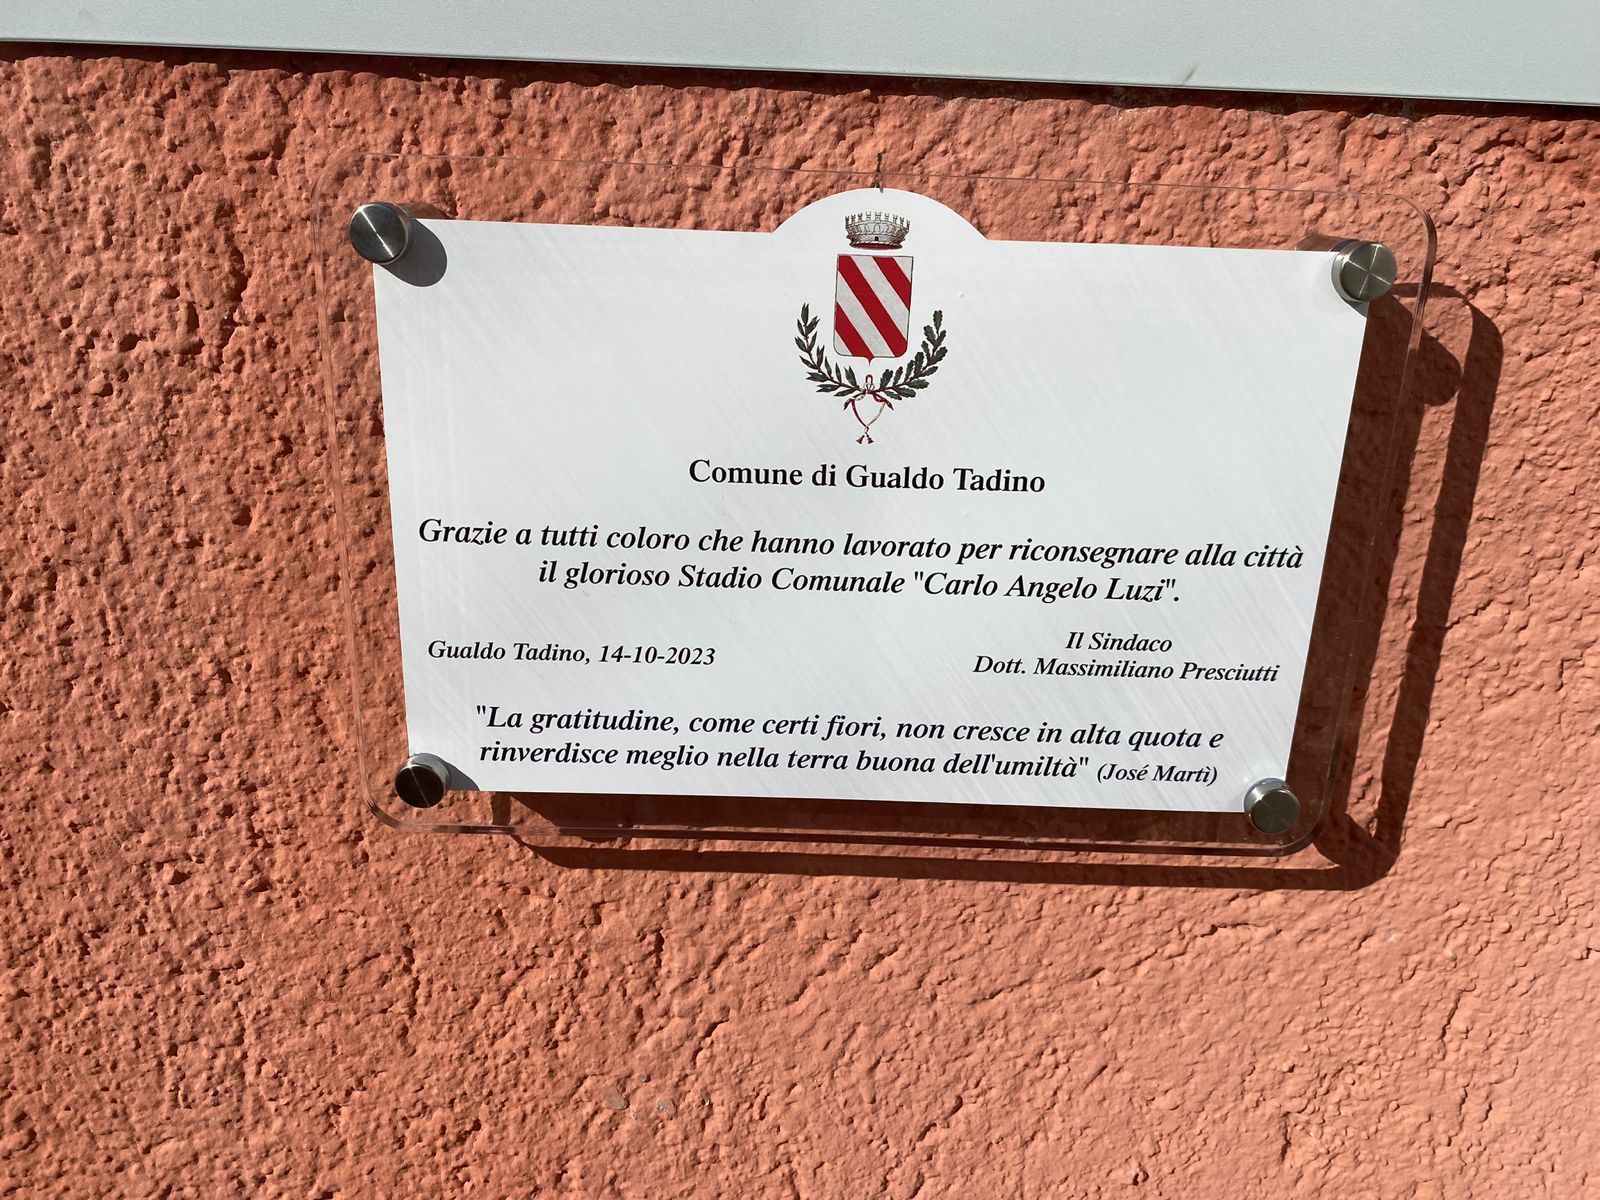 Comune di Gualdo Tadino
Grazie a tutti coloro che hanno lavorato per riconsegnare alla città
il glorioso Stadio Comunale "Carlo Angelo Luzi".
Gualdo Tadino, 14-10-2023
Il Sindaco
Dott. Massimiliano Presciutti
"La gratitudine, come certi fiori, non cresce in alta quota e
rinverdisce meglio nella terra buona dell'umiltà" (José Martì)